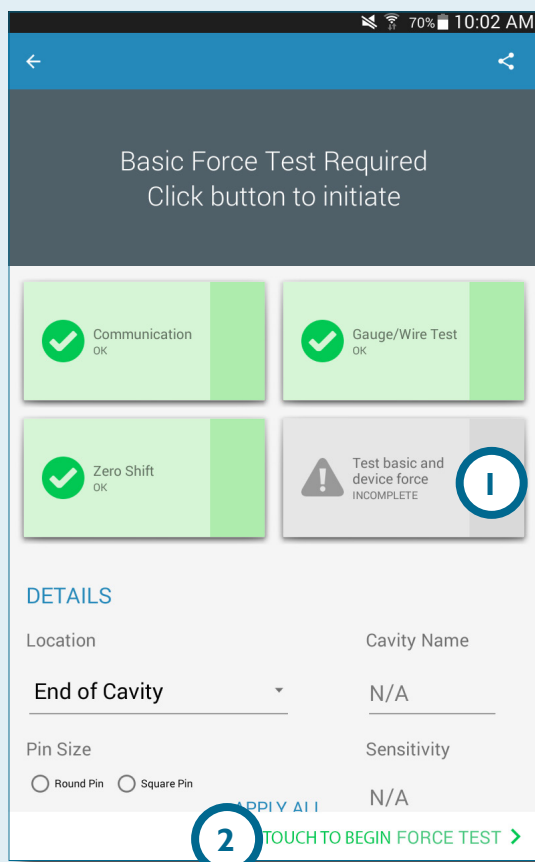 70% 10:02 AM
Basic Force Test Required
Click button to initiate
Communication
OK
Gauge/Wire Test
OK
Zero Shift
OK
Test basic and
device force
INCOMPLETE
1
DETAILS
Location
Cavity Name
End of Cavity
N/A
Pin Size
Sensitivity
Round Pin
Square Pin
N/A
APPLY ALL
2
TOUCH TO BEGIN FORCE TEST